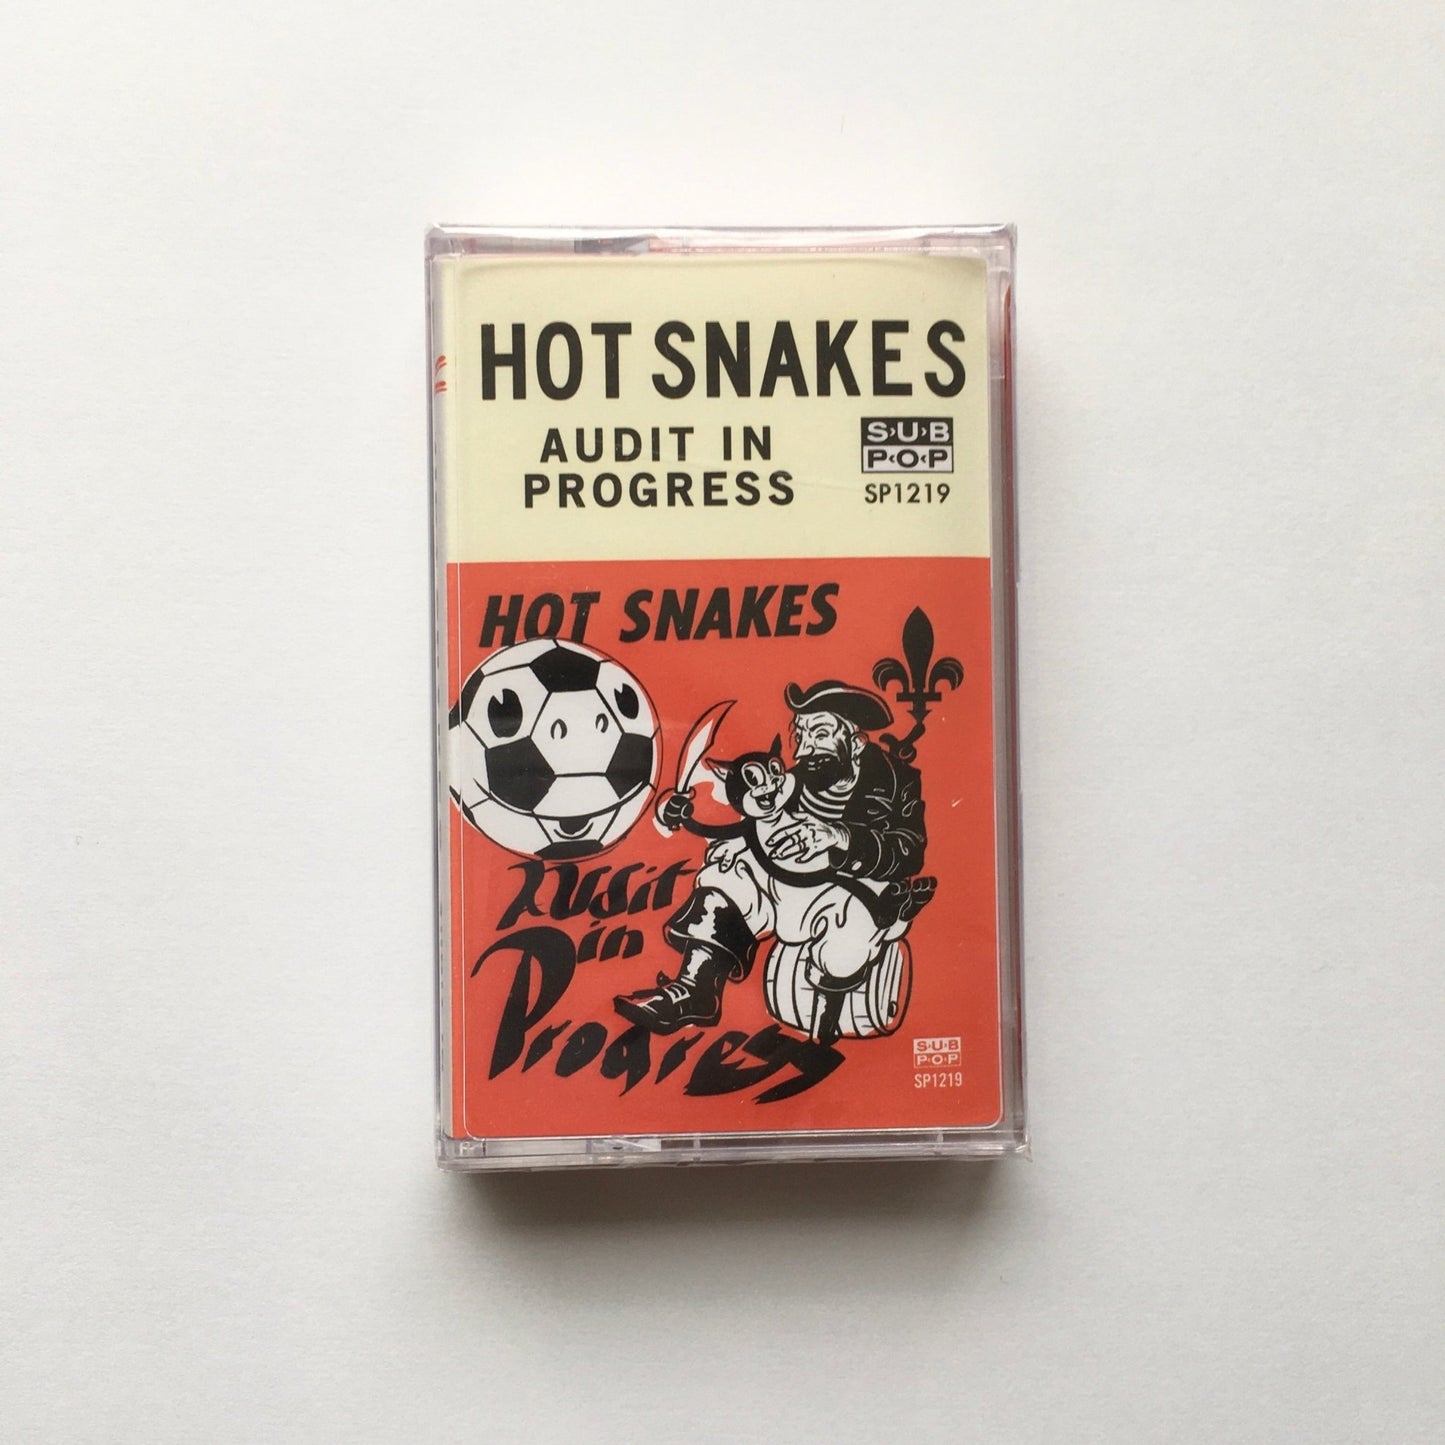 HOT SNAKES
AUDIT IN
PROGRESS
S·U·B
P·O·P
SP1219
HOT SNAKES
Audit
in
Progress
S·U·B
P·O·P
SP1219